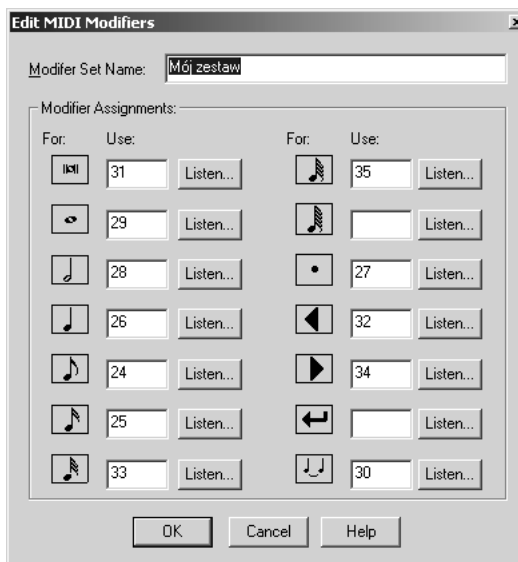 Edit MIDI Modifiers
Modifer Set Name: Mój zestaw
Modifier Assignments:
For: Use: For: Use:
31 Listen... 35 Listen...
29 Listen... Listen...
28 Listen... 27 Listen...
26 Listen... 32 Listen...
24 Listen... 34 Listen...
25 Listen... Listen...
33 Listen... 30 Listen...
OK Cancel Help